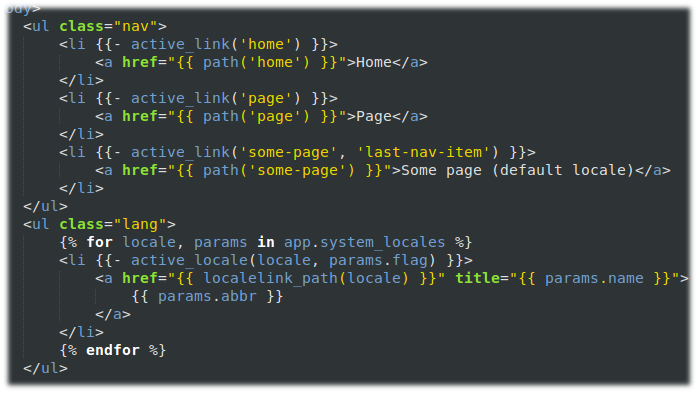 ody>
<ul class="nav">
<li {{- active_link('home') }}>
<a href="{{ path('home') }}">Home</a>
</li>
<li {{- active_link('page') }}>
<a href="{{ path('page') }}">Page</a>
</li>
<li {{- active_link('some-page', 'last-nav-item') }}>
<a href="{{ path('some-page') }}">Some page (default locale)</a>
</li>
</ul>
<ul class="lang">
{% for locale, params in app.system_locales %}
<li {{- active_locale(locale, params.flag) }}>
<a href="{{ localelink_path(locale) }}" title="{{ params.name }}">
{{ params.abbr }}
</a>
</li>
{% endfor %}
</ul>